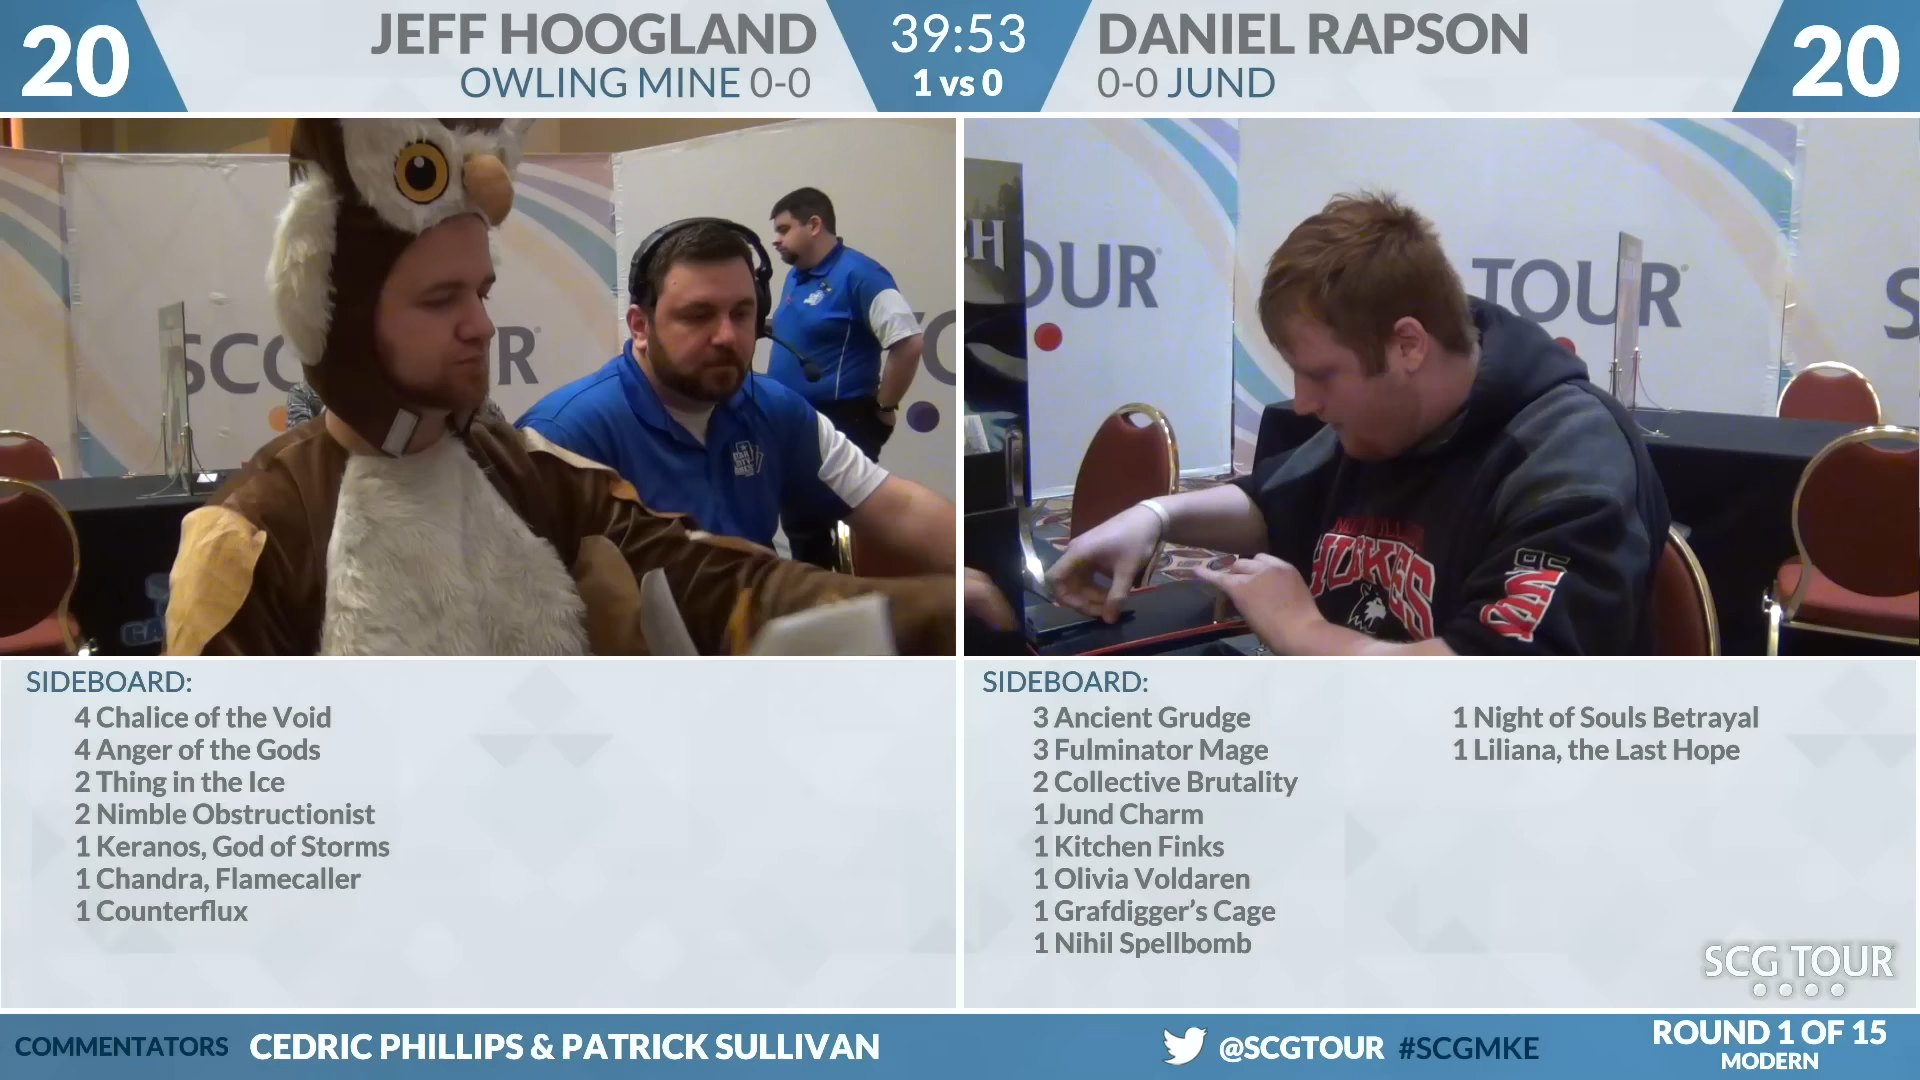 20
JEFF HOOGLAND
OWLING MINE 0-0
39:53
1 vs 0
DANIEL RAPSON
0-0 JUND
20
SCG TOUR
OUR
TOUR
HUSKIES
SIDEBOARD:
4 Chalice of the Void
4 Anger of the Gods
2 Thing in the Ice
2 Nimble Obstructionist
1 Keranos, God of Storms
1 Chandra, Flamecaller
1 Counterflux
SIDEBOARD:
3 Ancient Grudge
3 Fulminator Mage
2 Collective Brutality
1 Jund Charm
1 Kitchen Finks
1 Olivia Voldaren
1 Grafdigger’s Cage
1 Nihil Spellbomb
1 Night of Souls Betrayal
1 Liliana, the Last Hope
SCG TOUR
COMMENTATORS CEDRIC PHILLIPS & PATRICK SULLIVAN
@SCGTOUR #SCGMKE
ROUND 1 OF 15
MODERN